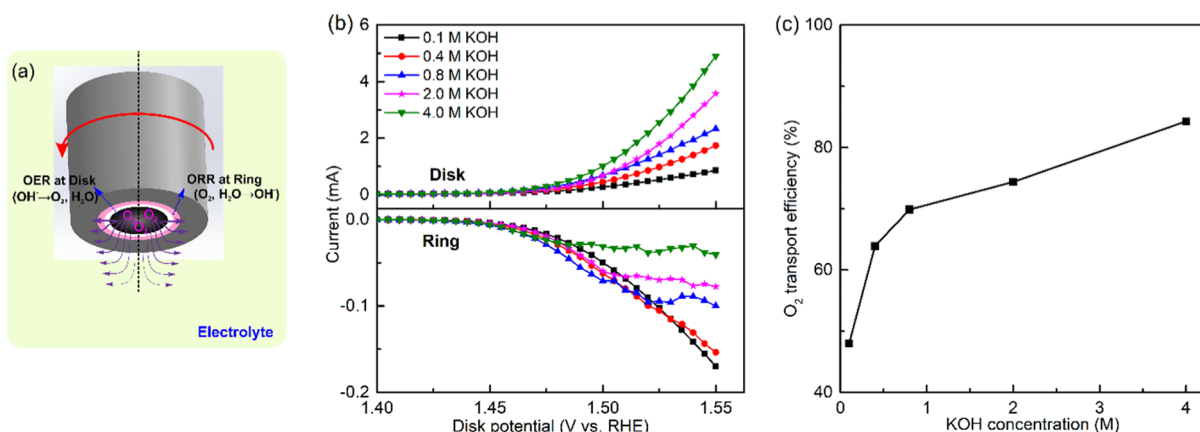 (a)
OER at Disk
(OH⁻→O₂, H₂O)
ORR at Ring
(O₂, H₂O→OH⁻)
Electrolyte
(b)
6
4
2
0
0.1 M KOH
0.4 M KOH
0.8 M KOH
2.0 M KOH
4.0 M KOH
Disk
Current (mA)
0.0
-0.1
-0.2
Ring
1.40
1.45
1.50
1.55
Disk potential (V vs. RHE)
(c)
100
80
60
40
O₂ transport efficiency (%)
0
1
2
3
4
KOH concentration (M)